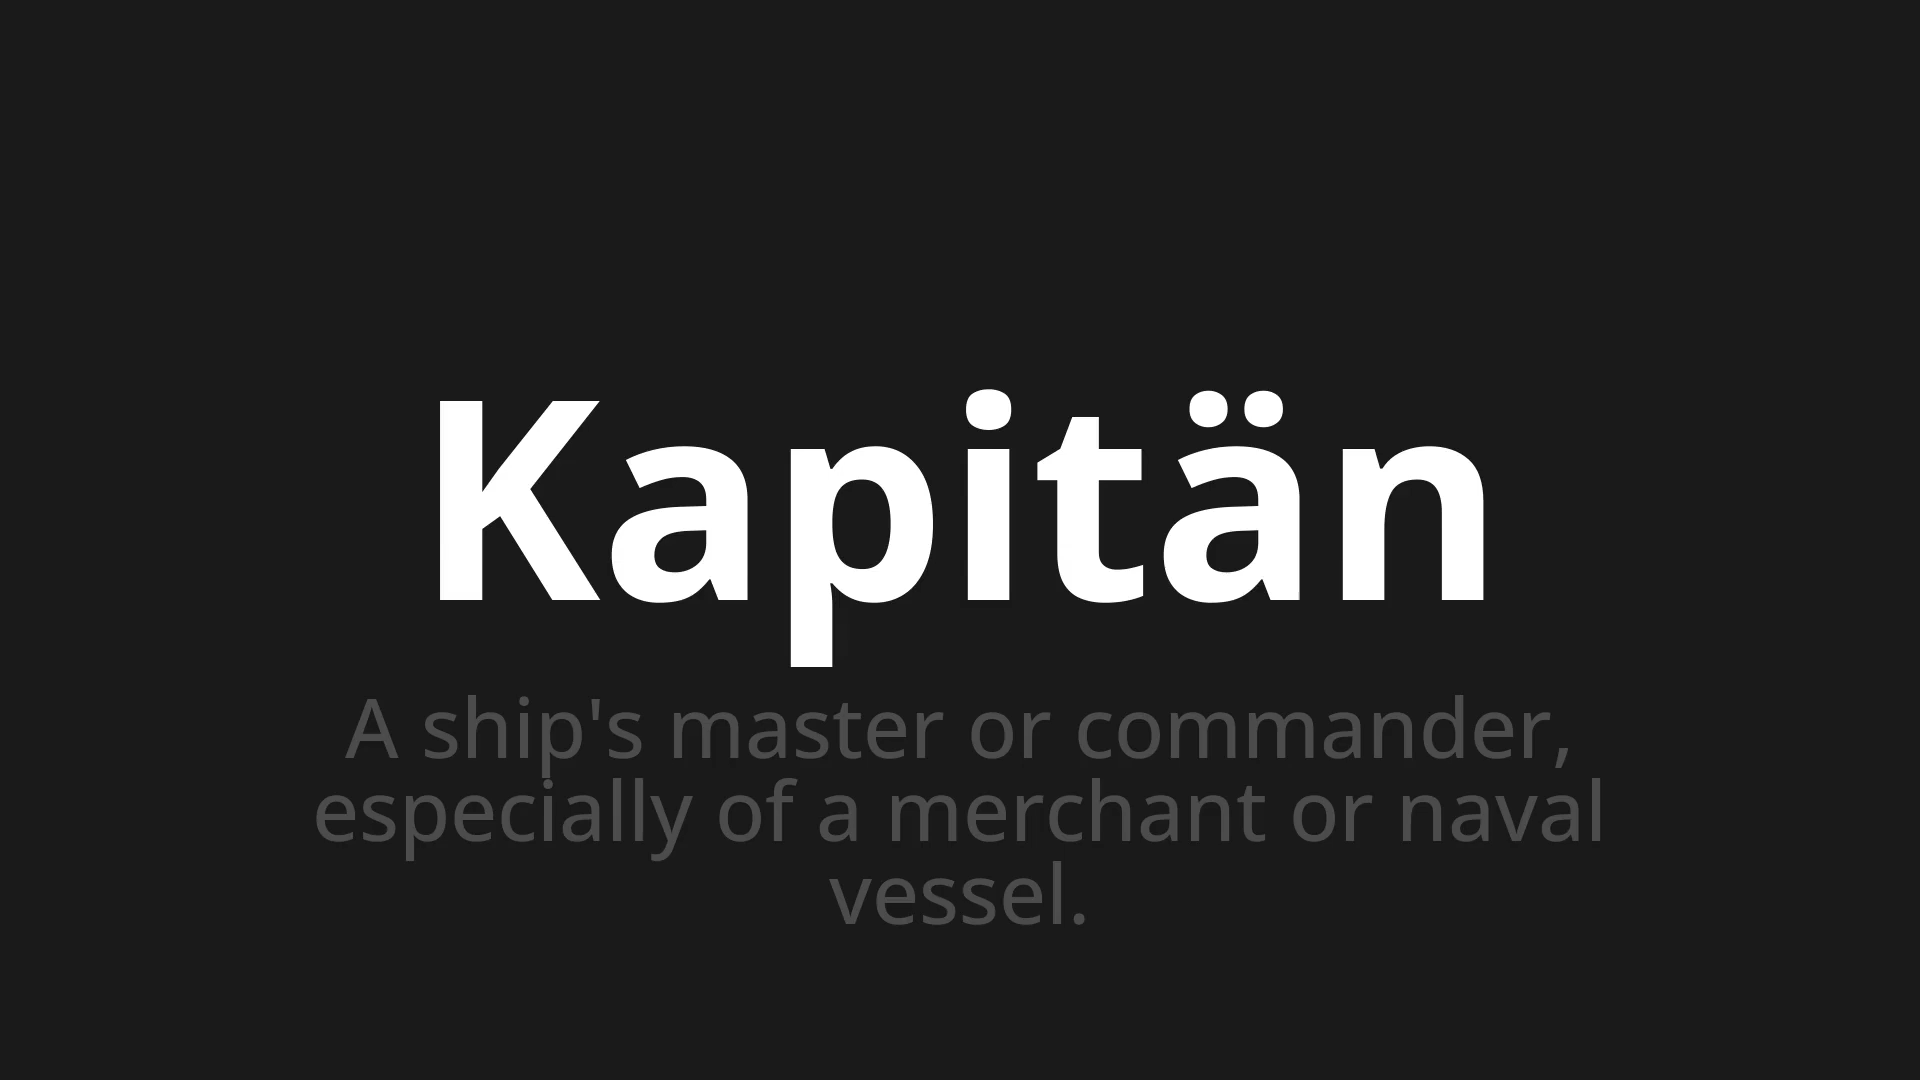 Kapitän
A ship's master or commander,
especially of a merchant or naval
vessel.